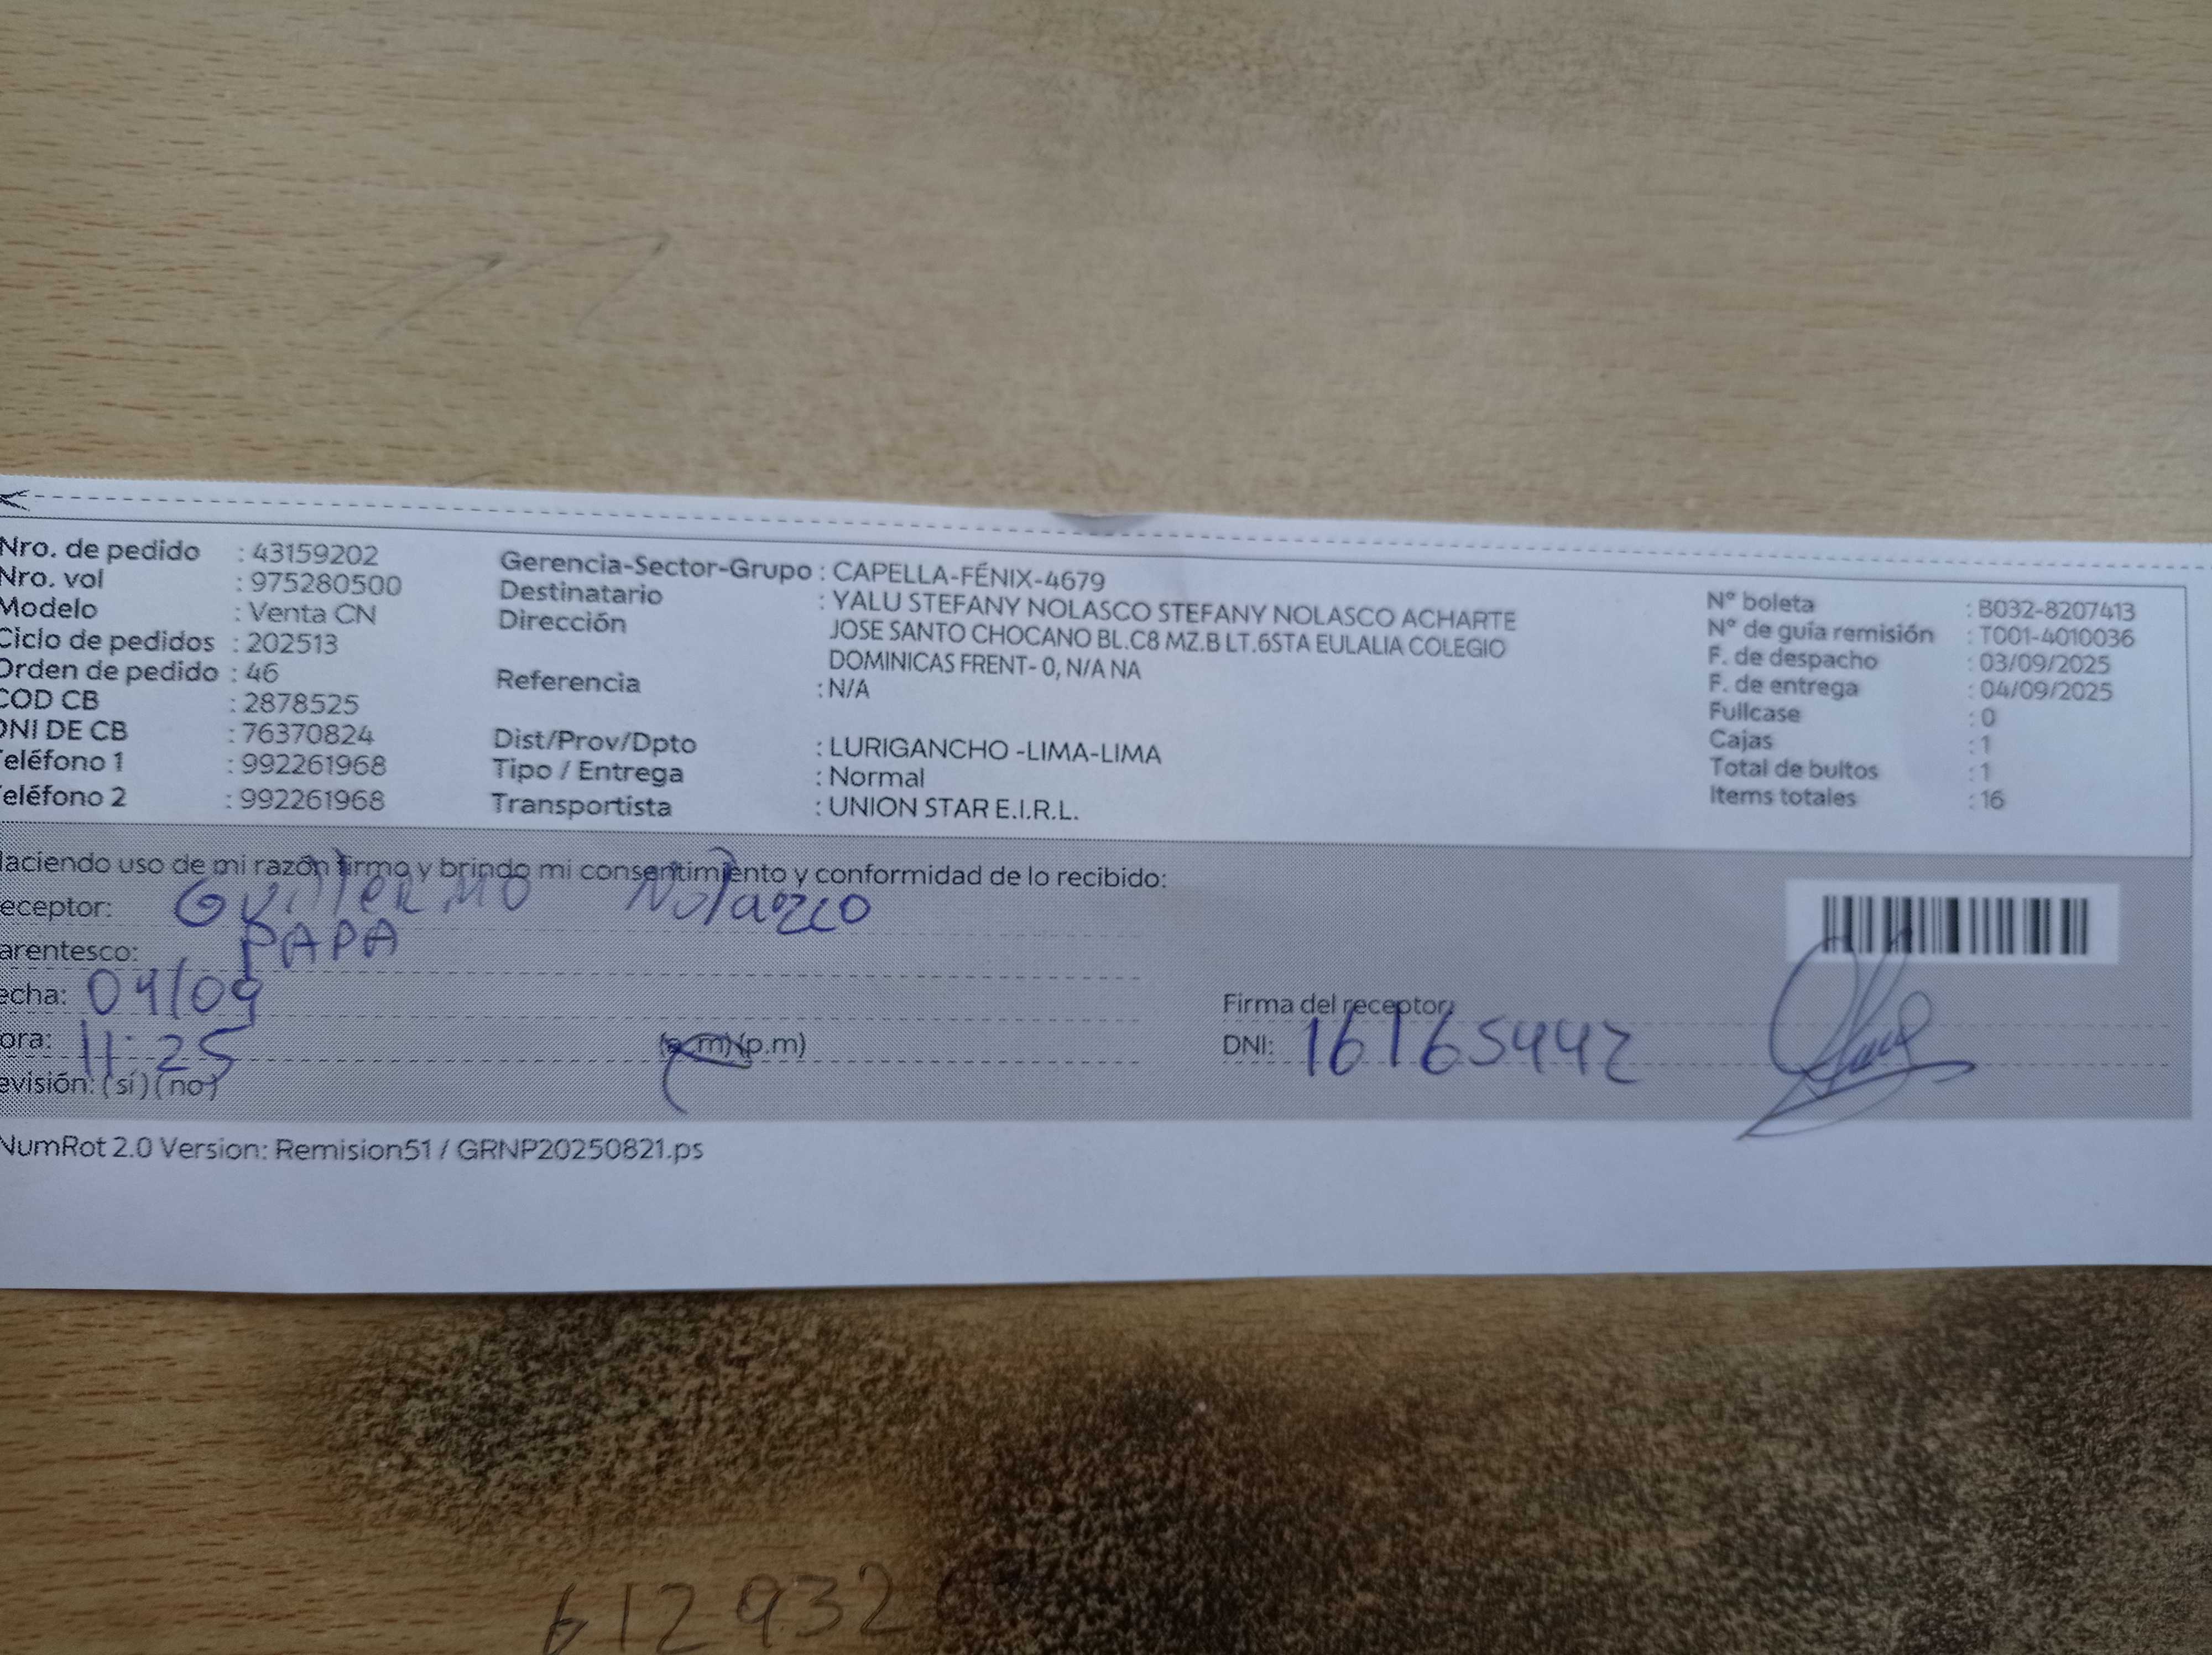 Nro. de pedido : 43159202
Nro. vol : 975280500
Modelo : Venta CN
Ciclo de pedidos : 202513
Orden de pedido : 46
COD CB : 2878525
DNI DE CB : 76370824
Teléfono 1 : 992261968
Teléfono 2 : 992261968
Gerencia-Sector-Grupo : CAPELLA-FÉNIX-4679
Destinatario : YALU STEFANY NOLASCO STEFANY NOLASCO ACHARTE
Dirección JOSE SANTO CHOCANO BL.C8 MZ.B LT.6STA EULALIA COLEGIO
DOMINICAS FRENT- 0, N/A NA
Referencia : N/A
Dist/Prov/Dpto : LURIGANCHO -LIMA-LIMA
Tipo / Entrega : Normal
Transportista : UNION STAR E.I.R.L.
N° boleta : B032-8207413
N° de guía remisión : T001-4010036
F. de despacho : 03/09/2025
F. de entrega : 04/09/2025
Fullcase : 0
Cajas : 1
Total de bultos : 1
Items totales : 16
Haciendo uso de mi razón firmo y brindo mi consentimiento y conformidad de lo recibido:
eceptor: Guillermo Nolazco
arentesco: PAPA
echa: 04/09
ora: 11:25 (a.m)(p.m)
evisión: (sí) (no)
Firma del receptor:
DNI: 16165442
NumRot 2.0 Version: Remision51 / GRNP20250821.ps
612932